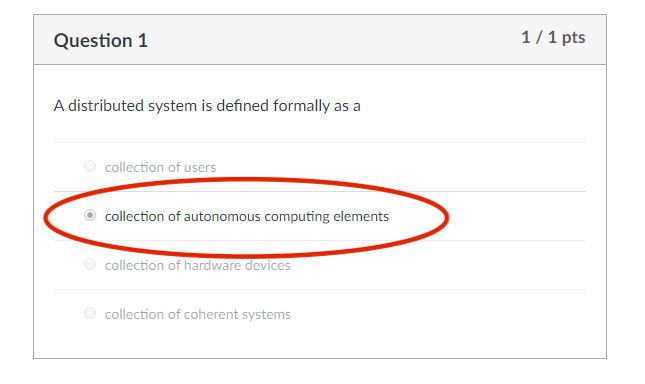 Question 1
1 / 1 pts
A distributed system is defined formally as a
collection of users
collection of autonomous computing elements
collection of hardware devices
collection of coherent systems